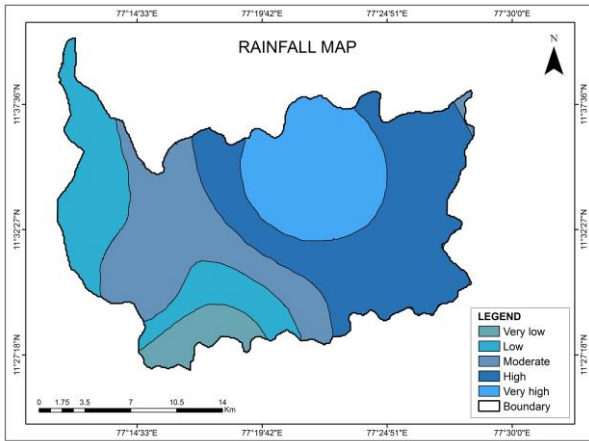 77°14'33"E 77°19'42"E 77°24'51"E 77°30'0"E
RAINFALL MAP
N
11°37'36"N 11°37'36"N
11°32'27"N 11°32'27"N
11°27'18"N 11°27'18"N
LEGEND
Very low
Low
Moderate
High
Very high
Boundary
0 1.75 3.5 7 10.5 14
Km
77°14'33"E 77°19'42"E 77°24'51"E 77°30'0"E